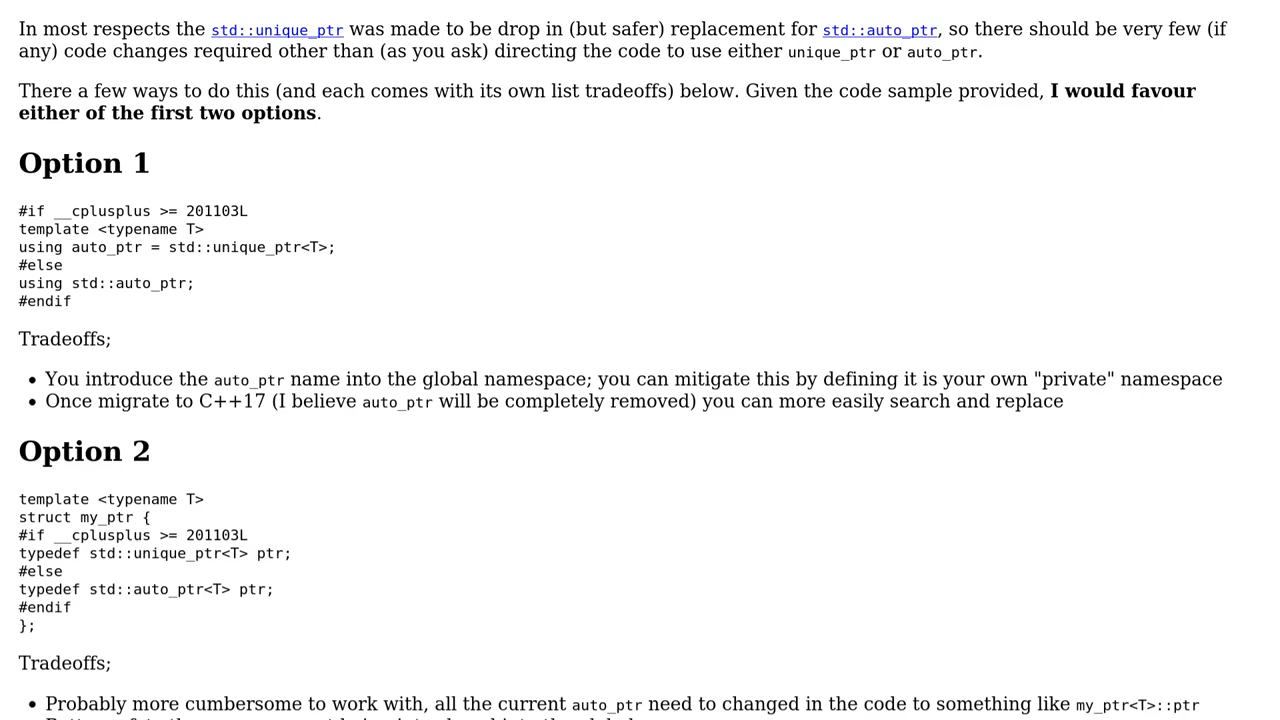 In most respects the std::unique_ptr was made to be drop in (but safer) replacement for std::auto_ptr, so there should be very few (if
any) code changes required other than (as you ask) directing the code to use either unique_ptr or auto_ptr.
There a few ways to do this (and each comes with its own list tradeoffs) below. Given the code sample provided, I would favour
either of the first two options.
Option 1
#if __cplusplus >= 201103L
template <typename T>
using auto_ptr = std::unique_ptr<T>;
#else
using std::auto_ptr;
#endif
Tradeoffs;
• You introduce the auto_ptr name into the global namespace; you can mitigate this by defining it is your own "private" namespace
• Once migrate to C++17 (I believe auto_ptr will be completely removed) you can more easily search and replace
Option 2
template <typename T>
struct my_ptr {
#if __cplusplus >= 201103L
typedef std::unique_ptr<T> ptr;
#else
typedef std::auto_ptr<T> ptr;
#endif
};
Tradeoffs;
• Probably more cumbersome to work with, all the current auto_ptr need to changed in the code to something like my_ptr<T>::ptr